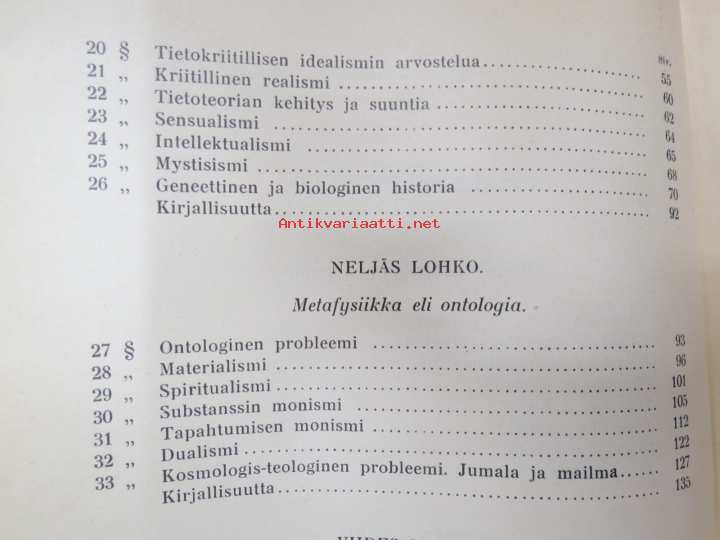 Siv.
20 § Tietokriitillisen idealismin arvostelua 55
21 „ Kriitillinen realismi 60
22 „ Tietoteorian kehitys ja suuntia 62
23 „ Sensualismi 64
24 „ Intellektualismi 65
25 „ Mystisismi 68
26 „ Geneettinen ja biologinen historia 70
Kirjallisuutta 92
Antikvariaatti.net
NELJÄS LOHKO.
Metafysiikka eli ontologia.
27 § Ontologinen probleemi 93
28 „ Materialismi 96
29 „ Spiritualismi 101
30 „ Substanssin monismi 105
31 „ Tapahtumisen monismi 112
32 „ Dualismi 122
33 „ Kosmologis-teologinen probleemi. Jumala ja mailma 127
Kirjallisuutta 135